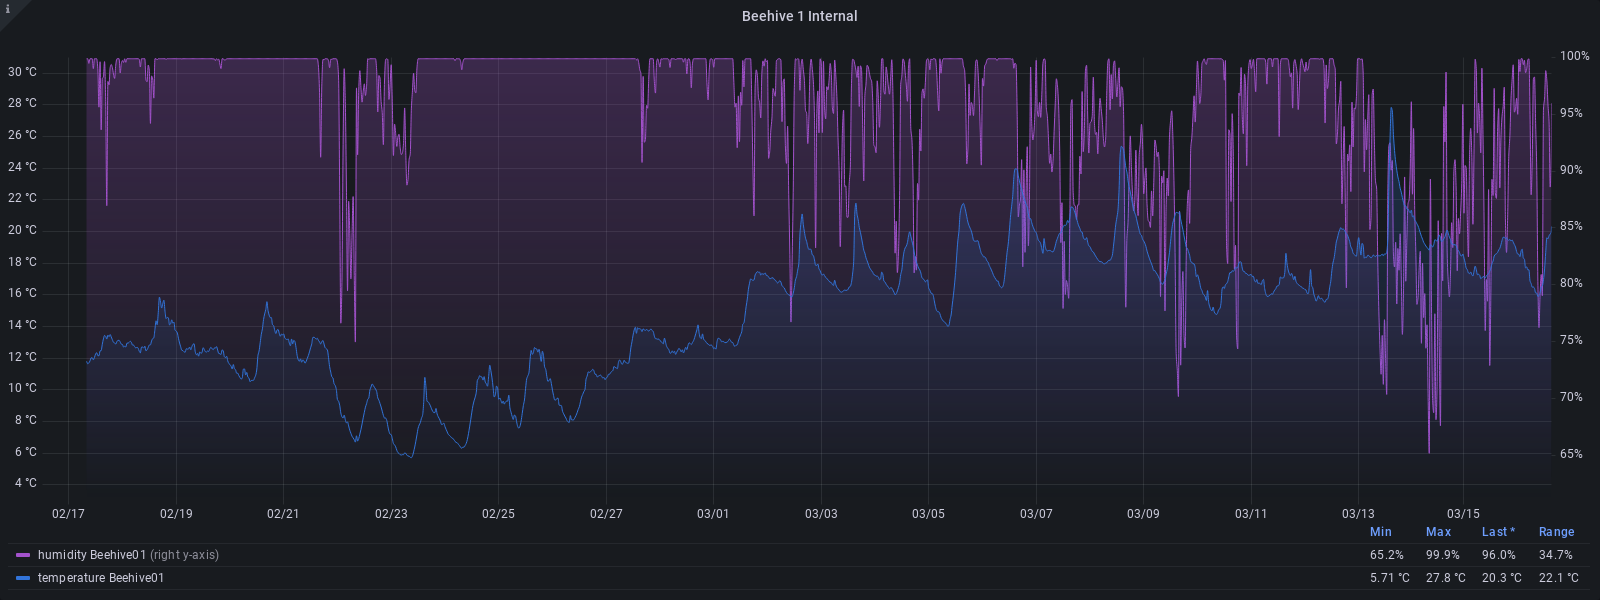 i
Beehive 1 Internal
30 °C
28 °C
26 °C
24 °C
22 °C
20 °C
18 °C
16 °C
14 °C
12 °C
10 °C
8 °C
6 °C
4 °C
100%
95%
90%
85%
80%
75%
70%
65%
02/17 02/19 02/21 02/23 02/25 02/27 03/01 03/03 03/05 03/07 03/09 03/11 03/13 03/15
Min Max Last * Range
humidity Beehive01 (right y-axis) 65.2% 99.9% 96.0% 34.7%
temperature Beehive01 5.71 °C 27.8 °C 20.3 °C 22.1 °C